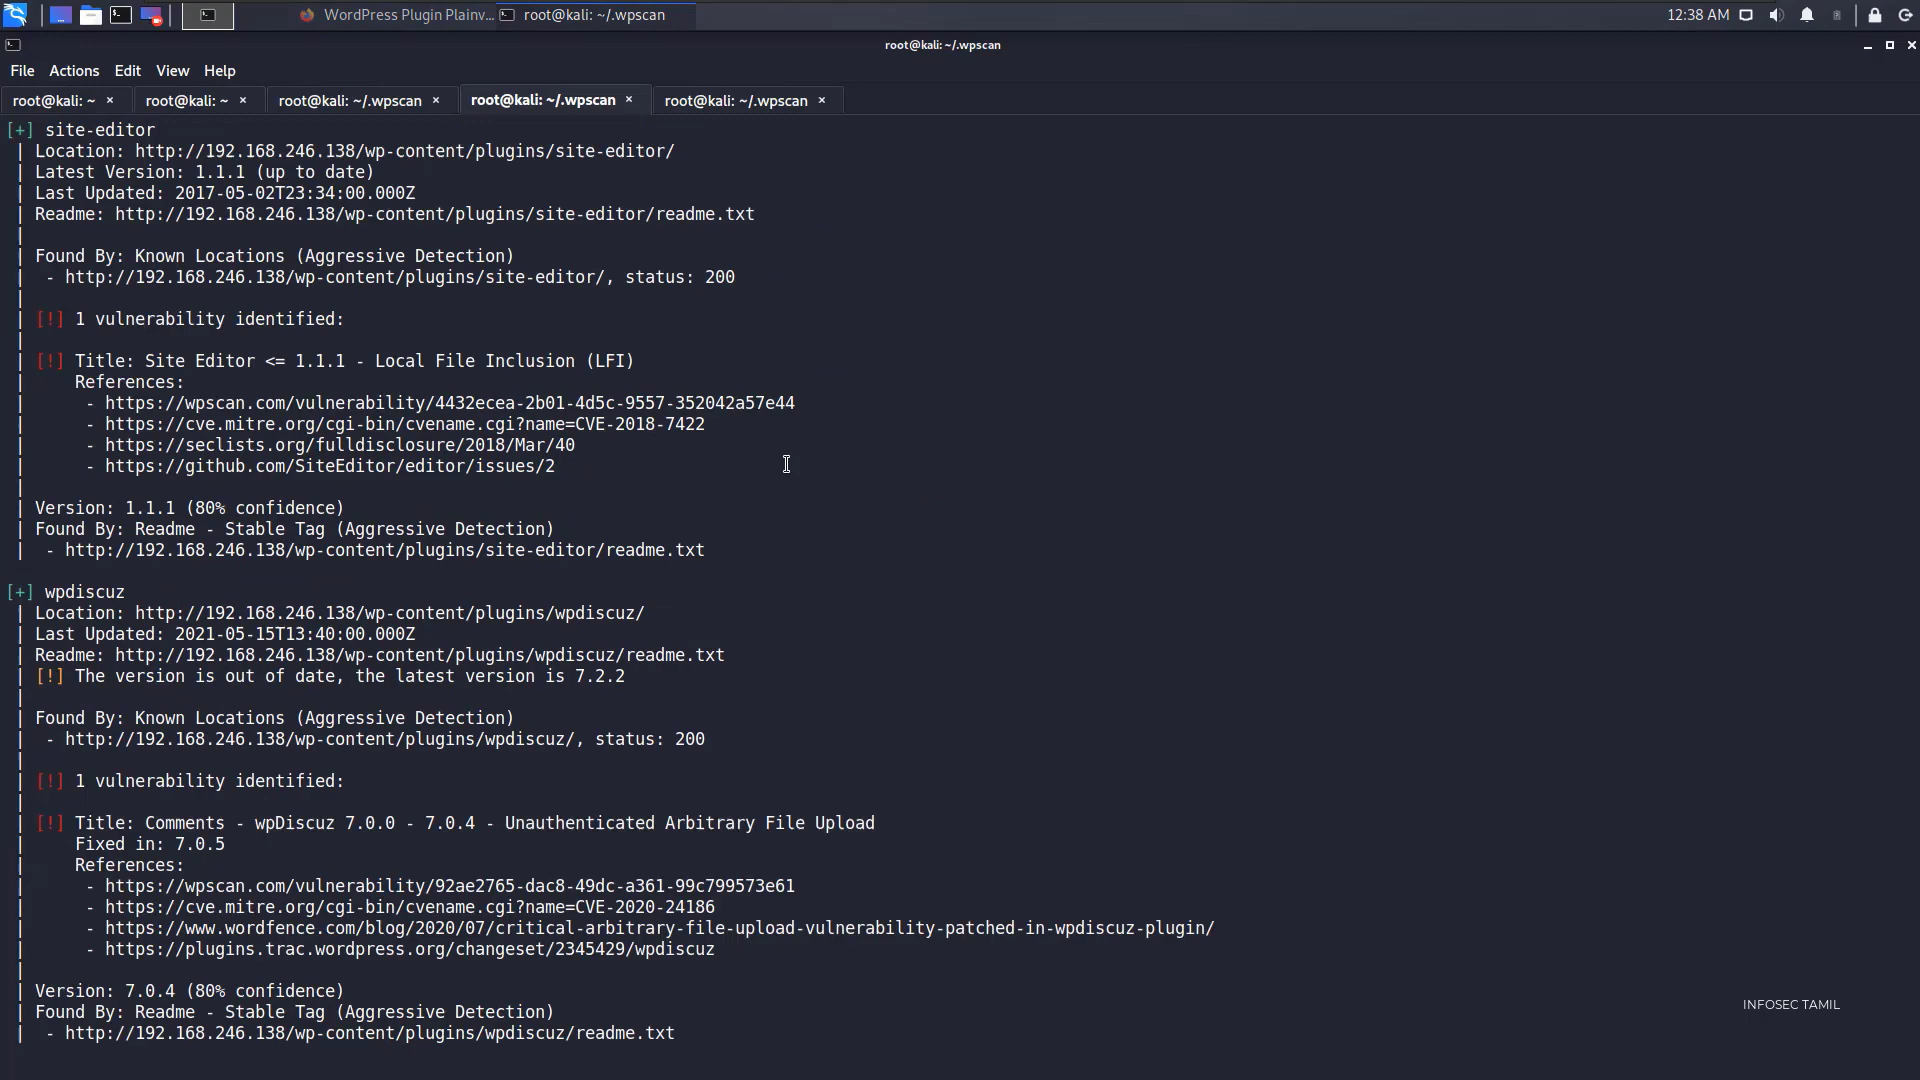 WordPress Plugin Plainv...
root@kali: ~/.wpscan
12:38 AM
root@kali: ~/.wpscan
File Actions Edit View Help
root@kali: ~ × root@kali: ~ × root@kali: ~/.wpscan × root@kali: ~/.wpscan × root@kali: ~/.wpscan ×
[+] site-editor
| Location: http://192.168.246.138/wp-content/plugins/site-editor/
| Latest Version: 1.1.1 (up to date)
| Last Updated: 2017-05-02T23:34:00.000Z
| Readme: http://192.168.246.138/wp-content/plugins/site-editor/readme.txt
|
| Found By: Known Locations (Aggressive Detection)
|  - http://192.168.246.138/wp-content/plugins/site-editor/, status: 200
|
| [!] 1 vulnerability identified:
|
| [!] Title: Site Editor <= 1.1.1 - Local File Inclusion (LFI)
|     References:
|      - https://wpscan.com/vulnerability/4432ecea-2b01-4d5c-9557-352042a57e44
|      - https://cve.mitre.org/cgi-bin/cvename.cgi?name=CVE-2018-7422
|      - https://seclists.org/fulldisclosure/2018/Mar/40
|      - https://github.com/SiteEditor/editor/issues/2
|
| Version: 1.1.1 (80% confidence)
| Found By: Readme - Stable Tag (Aggressive Detection)
|  - http://192.168.246.138/wp-content/plugins/site-editor/readme.txt
[+] wpdiscuz
| Location: http://192.168.246.138/wp-content/plugins/wpdiscuz/
| Last Updated: 2021-05-15T13:40:00.000Z
| Readme: http://192.168.246.138/wp-content/plugins/wpdiscuz/readme.txt
| [!] The version is out of date, the latest version is 7.2.2
|
| Found By: Known Locations (Aggressive Detection)
|  - http://192.168.246.138/wp-content/plugins/wpdiscuz/, status: 200
|
| [!] 1 vulnerability identified:
|
| [!] Title: Comments - wpDiscuz 7.0.0 - 7.0.4 - Unauthenticated Arbitrary File Upload
|     Fixed in: 7.0.5
|     References:
|      - https://wpscan.com/vulnerability/92ae2765-dac8-49dc-a361-99c799573e61
|      - https://cve.mitre.org/cgi-bin/cvename.cgi?name=CVE-2020-24186
|      - https://www.wordfence.com/blog/2020/07/critical-arbitrary-file-upload-vulnerability-patched-in-wpdiscuz-plugin/
|      - https://plugins.trac.wordpress.org/changeset/2345429/wpdiscuz
|
| Version: 7.0.4 (80% confidence)
| Found By: Readme - Stable Tag (Aggressive Detection)
|  - http://192.168.246.138/wp-content/plugins/wpdiscuz/readme.txt
INFOSEC TAMIL